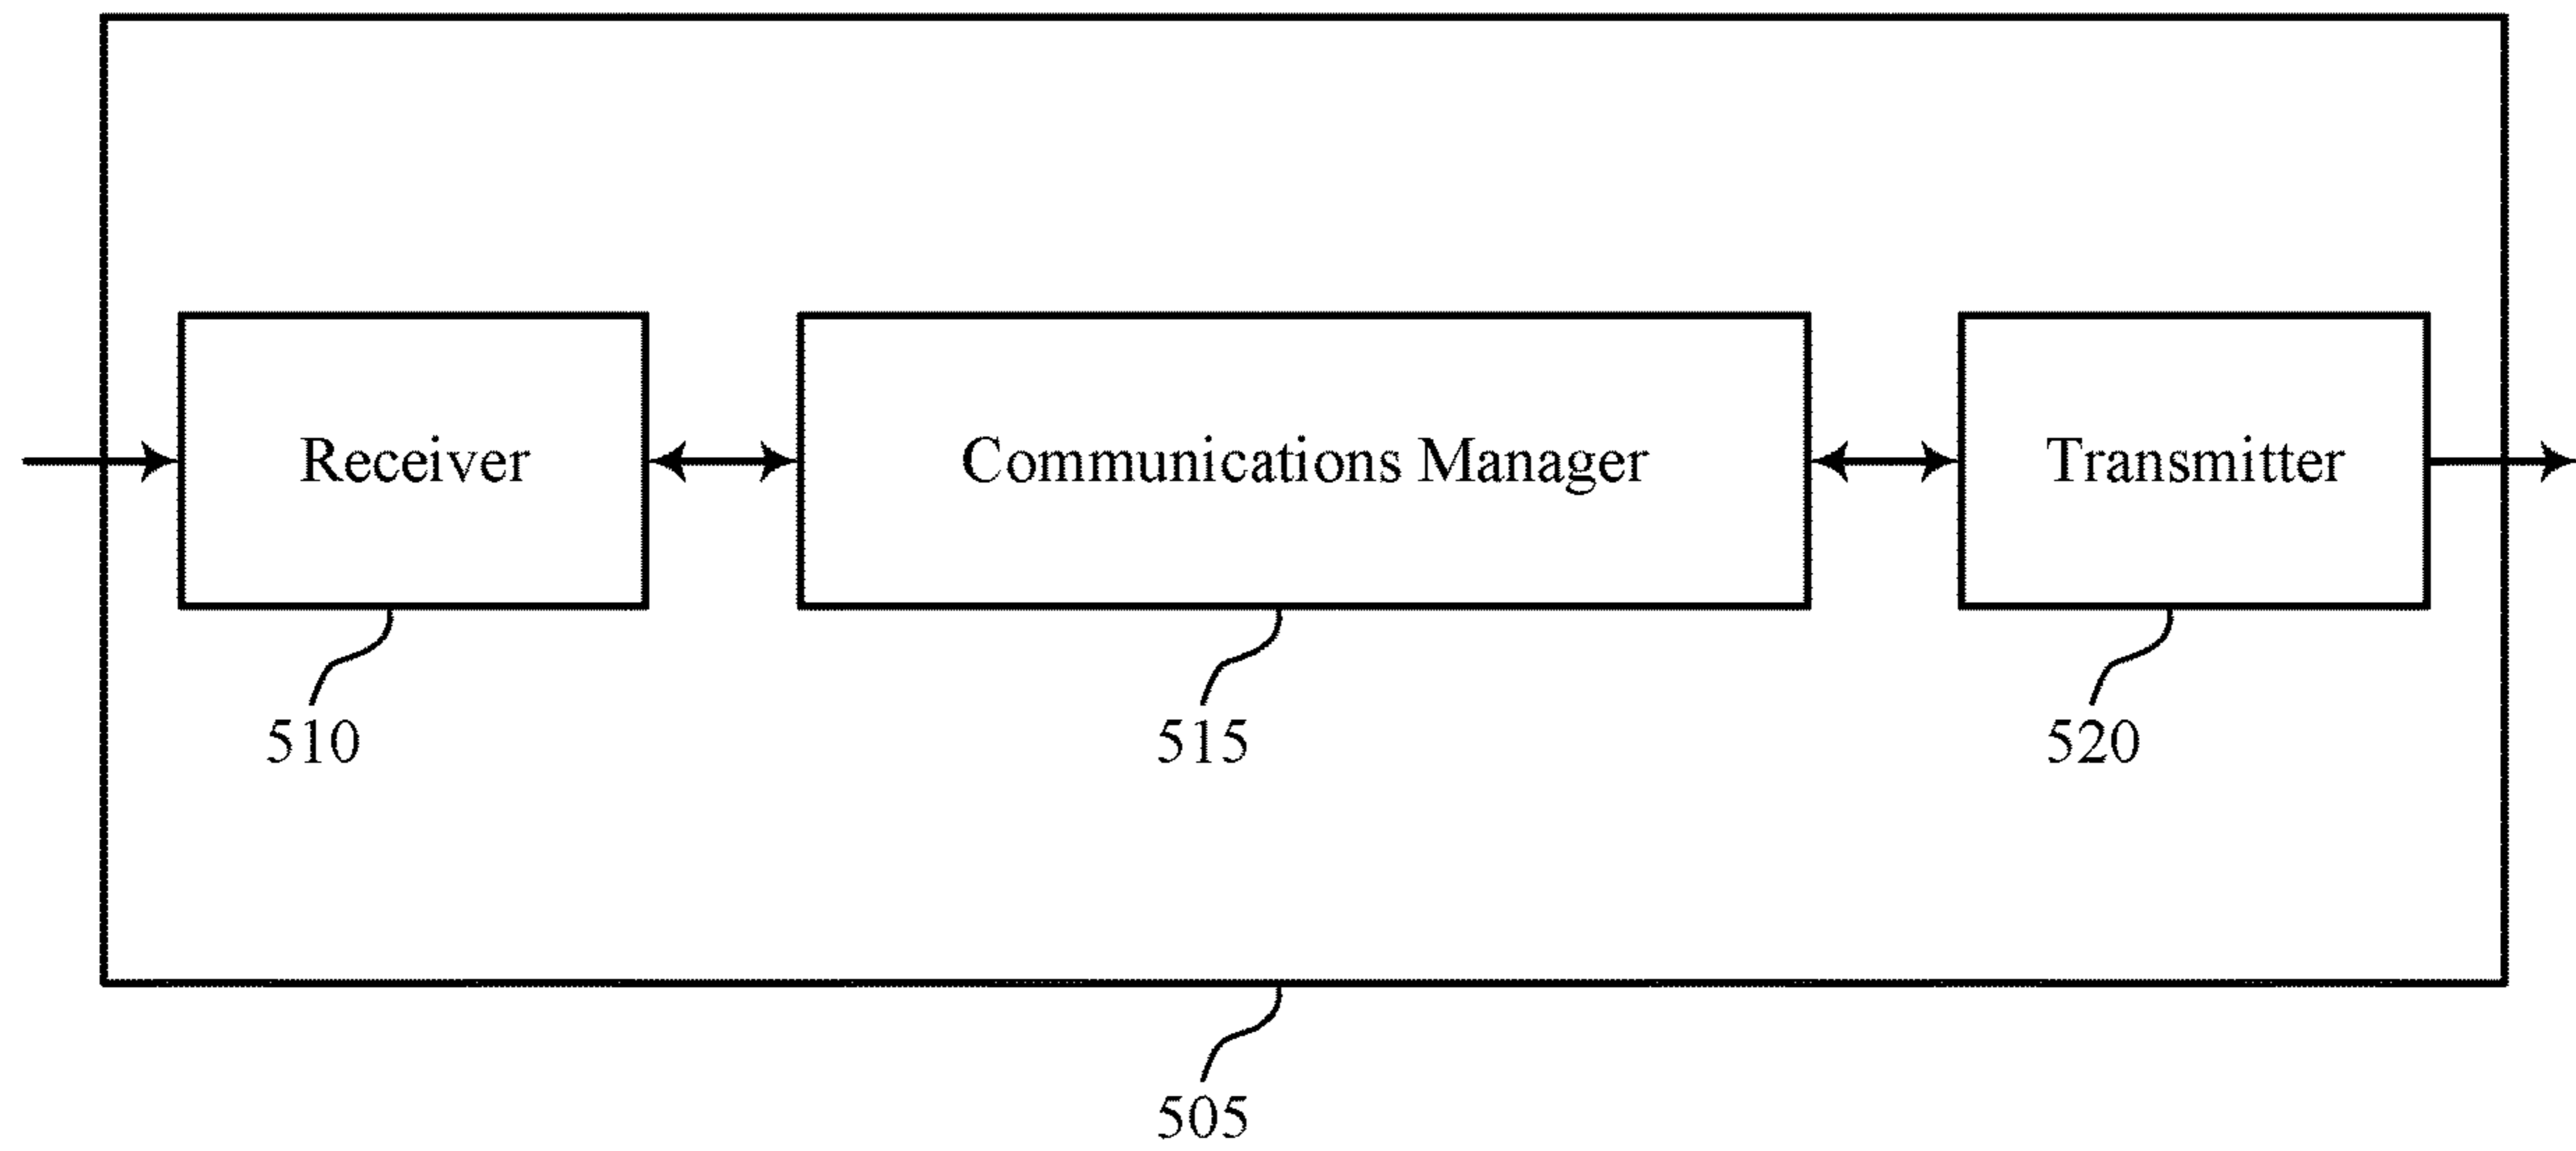 Receiver
Communications Manager
Transmitter
510
515
520
505